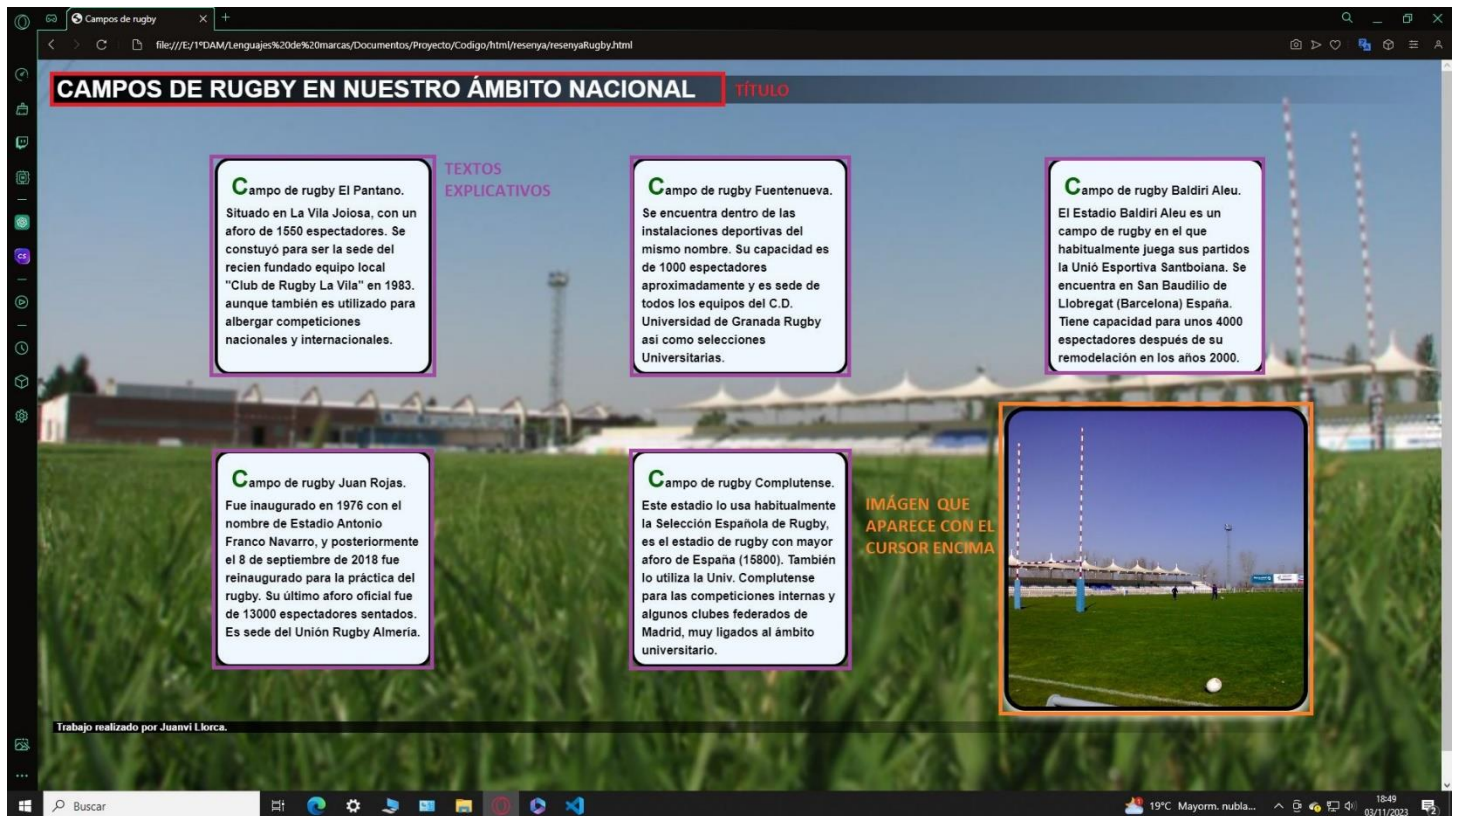 Campos de rugby
file:///E:/1ºDAM/Lenguajes%20de%20marcas/Documentos/Proyecto/Codigo/html/resenya/resenyaRugby.html
CAMPOS DE RUGBY EN NUESTRO ÁMBITO NACIONAL
TÍTULO
Campo de rugby El Pantano.
Situado en La Vila Joiosa, con un
aforo de 1550 espectadores. Se
constuyó para ser la sede del
recien fundado equipo local
"Club de Rugby La Vila" en 1983.
aunque también es utilizado para
albergar competiciones
nacionales y internacionales.
TEXTOS
EXPLICATIVOS
Campo de rugby Fuentenueva.
Se encuentra dentro de las
instalaciones deportivas del
mismo nombre. Su capacidad es
de 1000 espectadores
aproximadamente y es sede de
todos los equipos del C.D.
Universidad de Granada Rugby
asi como selecciones
Universitarias.
Campo de rugby Baldiri Aleu.
El Estadio Baldiri Aleu es un
campo de rugby en el que
habitualmente juega sus partidos
la Unió Esportiva Santboiana. Se
encuentra en San Baudilio de
Llobregat (Barcelona) España.
Tiene capacidad para unos 4000
espectadores después de su
remodelación en los años 2000.
Campo de rugby Juan Rojas.
Fue inaugurado en 1976 con el
nombre de Estadio Antonio
Franco Navarro, y posteriormente
el 8 de septiembre de 2018 fue
reinaugurado para la práctica del
rugby. Su último aforo oficial fue
de 13000 espectadores sentados.
Es sede del Unión Rugby Almería.
Campo de rugby Complutense.
Este estadio lo usa habitualmente
la Selección Española de Rugby,
es el estadio de rugby con mayor
aforo de España (15800). También
lo utiliza la Univ. Complutense
para las competiciones internas y
algunos clubes federados de
Madrid, muy ligados al ámbito
universitario.
IMÁGEN QUE
APARECE CON EL
CURSOR ENCIMA
Trabajo realizado por Juanvi Llorca.
Buscar
19°C Mayorm. nubla...
18:49
03/11/2023